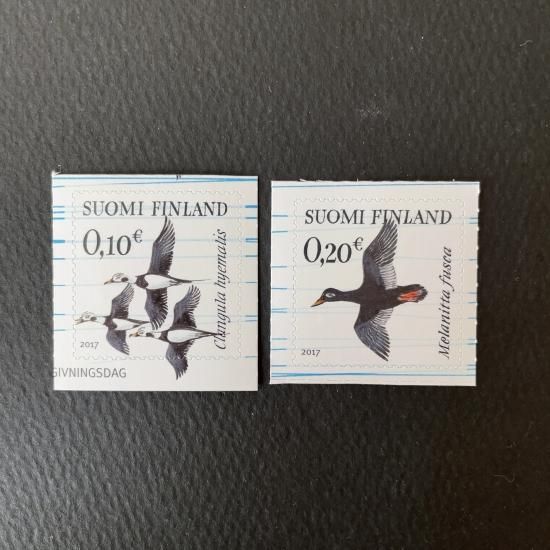 SUOMI FINLAND
0,10€
Clangula hyemalis
2017
GIVNINGSDAG
SUOMI FINLAND
0,20€
Melanitta fusca
2017